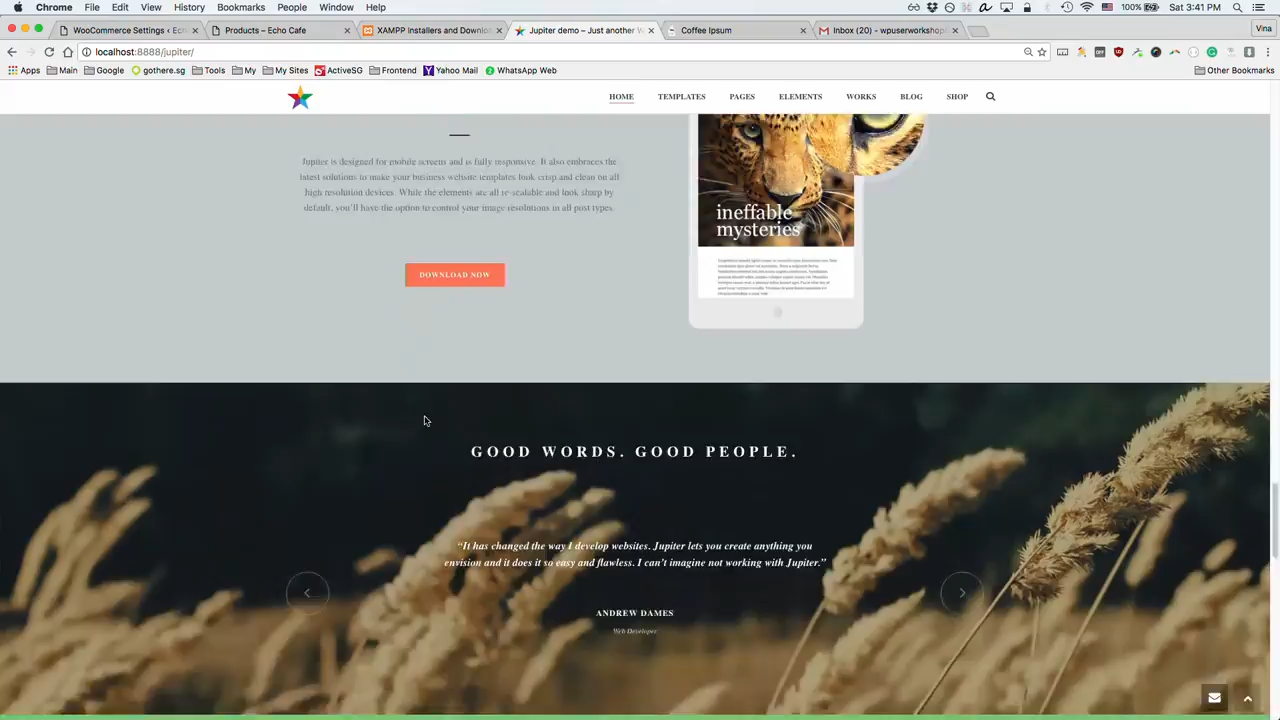 Chrome File Edit View History Bookmarks People Window Help 100% Sat 3:41 PM
WooCommerce Settings ‹ Ech Products – Echo Cafe XAMPP Installers and Downlo Jupiter demo – Just another W Coffee Ipsum Inbox (20) - wpuserworkshop Vina
localhost:8888/jupiter/
Apps Main Google gothere.sg Tools My My Sites ActiveSG Frontend Yahoo Mail WhatsApp Web Other Bookmarks
HOME TEMPLATES PAGES ELEMENTS WORKS BLOG SHOP
Jupiter is designed for mobile screens and is fully responsive. It also embraces the
latest solutions to make your business website templates look crisp and clean on all
high resolution devices. While the elements are all re-scalable and look sharp by
default, you'll have the option to control your image resolutions in all post types.
DOWNLOAD NOW
ineffable
mysteries
GOOD WORDS. GOOD PEOPLE.
“It has changed the way I develop websites. Jupiter lets you create anything you
envision and it does it so easy and flawless. I can't imagine not working with Jupiter.”
ANDREW DAMES
Web Developer